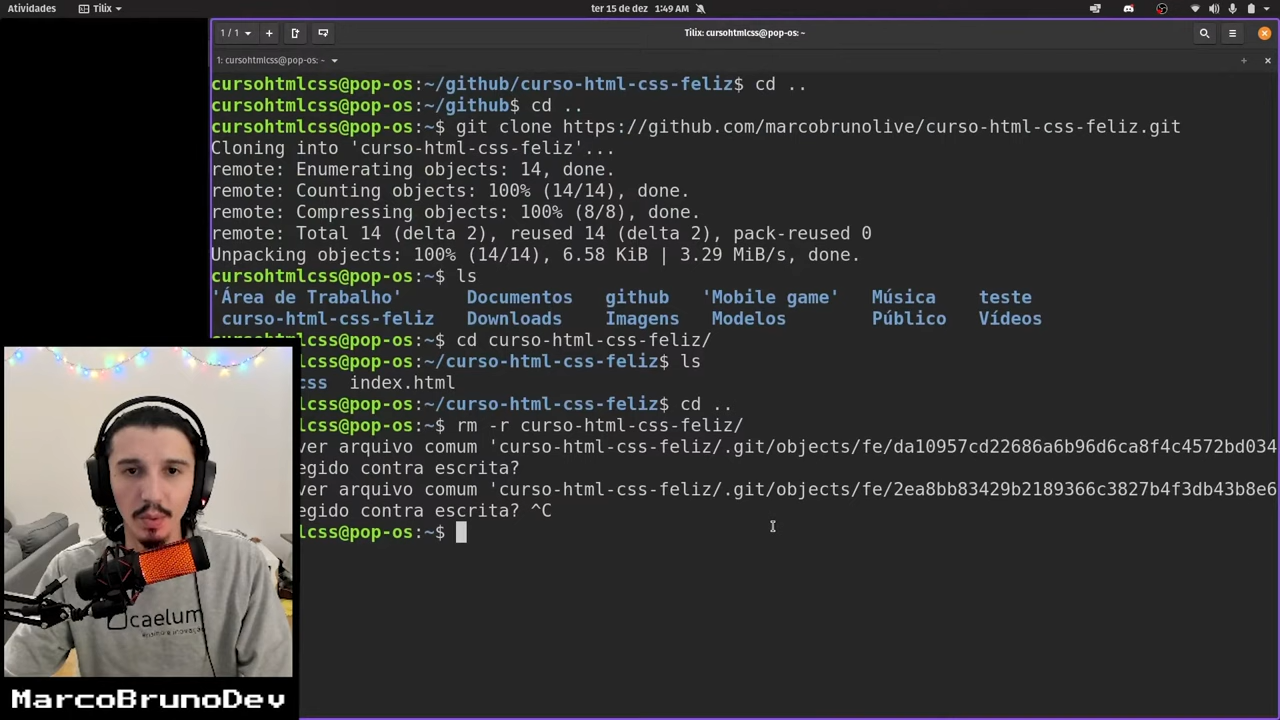 Atividades
Tilix
ter 15 de dez 1:49 AM
1 / 1
Tilix: cursohtmlcss@pop-os: ~
1: cursohtmlcss@pop-os: ~
cursohtmlcss@pop-os:~/github/curso-html-css-feliz$ cd ..
cursohtmlcss@pop-os:~/github$ cd ..
cursohtmlcss@pop-os:~$ git clone https://github.com/marcobrunolive/curso-html-css-feliz.git
Cloning into 'curso-html-css-feliz'...
remote: Enumerating objects: 14, done.
remote: Counting objects: 100% (14/14), done.
remote: Compressing objects: 100% (8/8), done.
remote: Total 14 (delta 2), reused 14 (delta 2), pack-reused 0
Unpacking objects: 100% (14/14), 6.58 KiB | 3.29 MiB/s, done.
cursohtmlcss@pop-os:~$ ls
'Área de Trabalho' Documentos github 'Mobile game' Música teste
curso-html-css-feliz Downloads Imagens Modelos Público Vídeos
cursohtmlcss@pop-os:~$ cd curso-html-css-feliz/
lcss@pop-os:~/curso-html-css-feliz$ ls
css index.html
lcss@pop-os:~/curso-html-css-feliz$ cd ..
lcss@pop-os:~$ rm -r curso-html-css-feliz/
ver arquivo comum 'curso-html-css-feliz/.git/objects/fe/da10957cd22686a6b96d6ca8f4c4572bd034
egido contra escrita?
ver arquivo comum 'curso-html-css-feliz/.git/objects/fe/2ea8bb83429b2189366c3827b4f3db43b8e6
egido contra escrita? ^C
lcss@pop-os:~$
caelum
MarcoBrunoDev